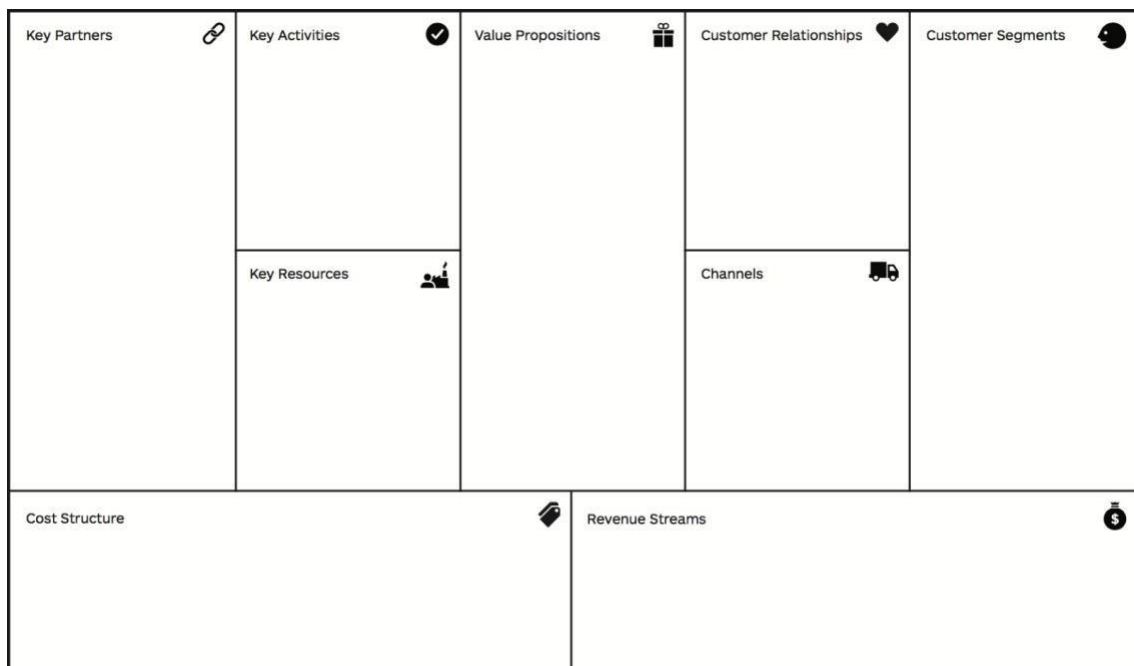 Key Partners
Key Activities
Value Propositions
Customer Relationships
Customer Segments
Key Resources
Channels
Cost Structure
Revenue Streams
$